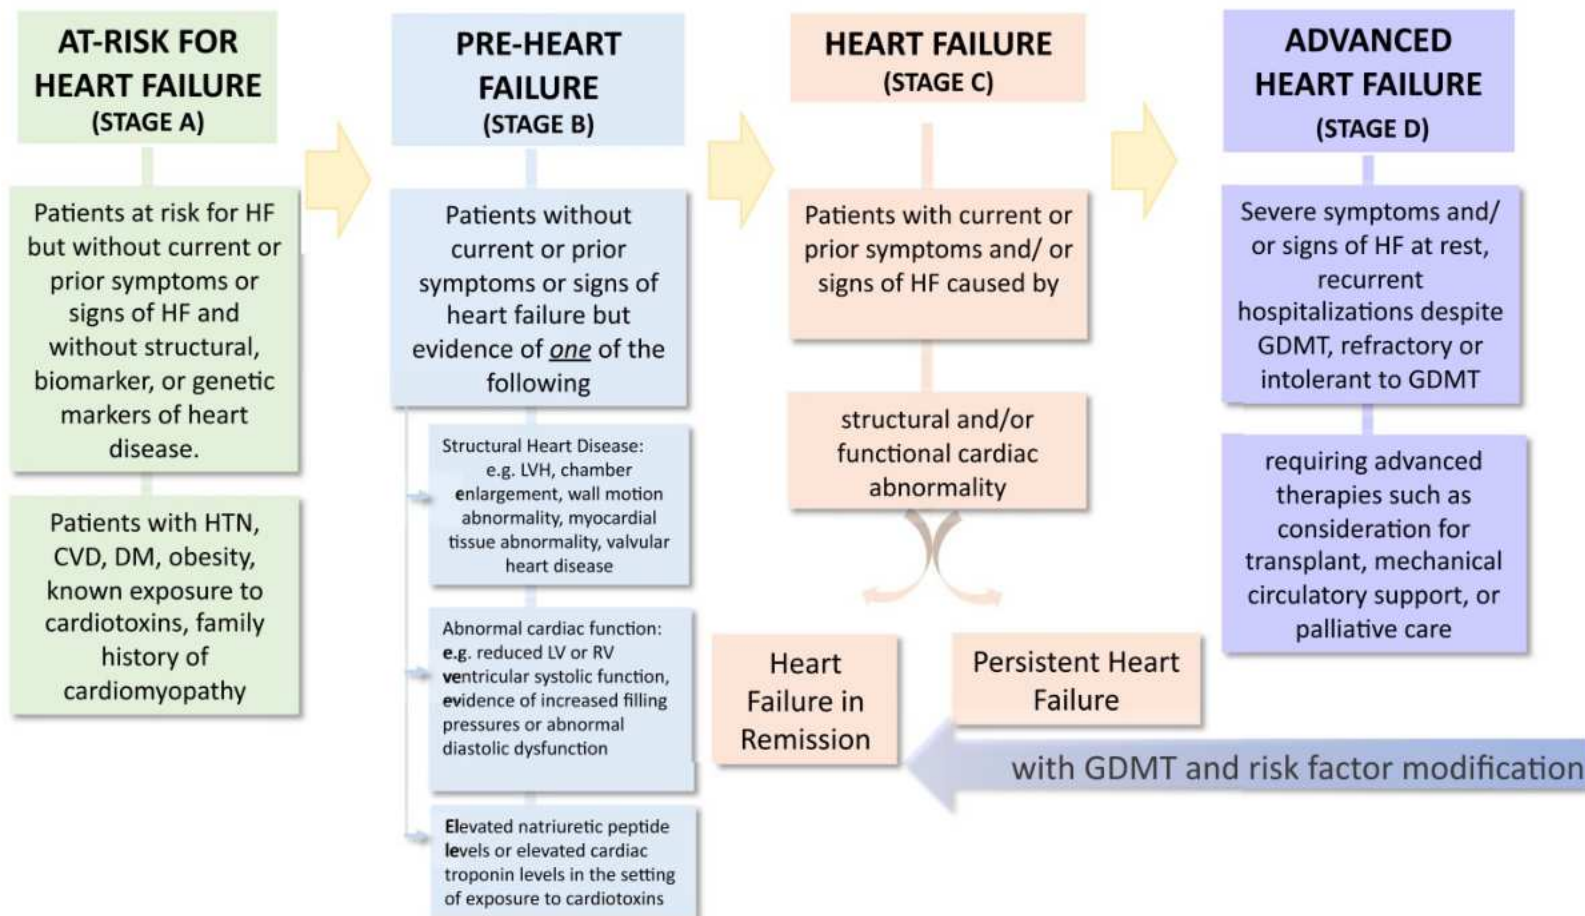 AT-RISK FOR
HEART FAILURE
(STAGE A)
Patients at risk for HF
but without current or
prior symptoms or
signs of HF and
without structural,
biomarker, or genetic
markers of heart
disease.
Patients with HTN,
CVD, DM, obesity,
known exposure to
cardiotoxins, family
history of
cardiomyopathy
PRE-HEART
FAILURE
(STAGE B)
Patients without
current or prior
symptoms or signs of
heart failure but
evidence of one of the
following
Structural Heart Disease:
e.g. LVH, chamber
enlargement, wall motion
abnormality, myocardial
tissue abnormality, valvular
heart disease
Abnormal cardiac function:
e.g. reduced LV or RV
ventricular systolic function,
evidence of increased filling
pressures or abnormal
diastolic dysfunction
Elevated natriuretic peptide
levels or elevated cardiac
troponin levels in the setting
of exposure to cardiotoxins
HEART FAILURE
(STAGE C)
Patients with current or
prior symptoms and/ or
signs of HF caused by
structural and/or
functional cardiac
abnormality
Heart
Failure in
Remission
Persistent Heart
Failure
with GDMT and risk factor modification
ADVANCED
HEART FAILURE
(STAGE D)
Severe symptoms and/
or signs of HF at rest,
recurrent
hospitalizations despite
GDMT, refractory or
intolerant to GDMT
requiring advanced
therapies such as
consideration for
transplant, mechanical
circulatory support, or
palliative care